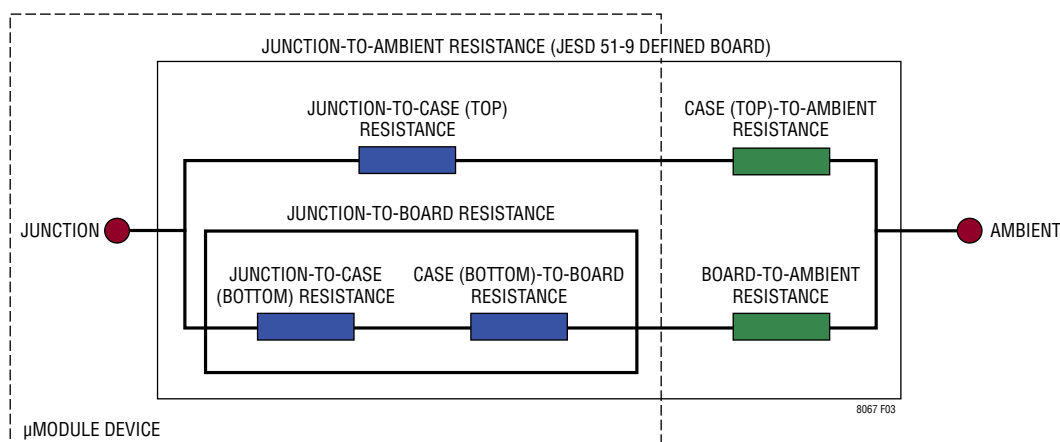 JUNCTION-TO-AMBIENT RESISTANCE (JESD 51-9 DEFINED BOARD)
JUNCTION-TO-CASE (TOP)
RESISTANCE
CASE (TOP)-TO-AMBIENT
RESISTANCE
JUNCTION-TO-BOARD RESISTANCE
JUNCTION
AMBIENT
JUNCTION-TO-CASE
(BOTTOM) RESISTANCE
CASE (BOTTOM)-TO-BOARD
RESISTANCE
BOARD-TO-AMBIENT
RESISTANCE
8067 F03
µMODULE DEVICE